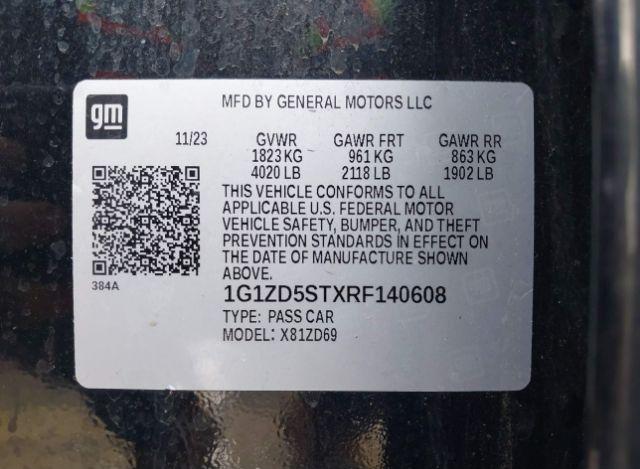 gm
MFD BY GENERAL MOTORS LLC
11/23 GVWR GAWR FRT GAWR RR
1823 KG 961 KG 863 KG
4020 LB 2118 LB 1902 LB
THIS VEHICLE CONFORMS TO ALL
APPLICABLE U.S. FEDERAL MOTOR
VEHICLE SAFETY, BUMPER, AND THEFT
PREVENTION STANDARDS IN EFFECT ON
THE DATE OF MANUFACTURE SHOWN
ABOVE.
384A
1G1ZD5STXRF140608
TYPE: PASS CAR
MODEL: X81ZD69